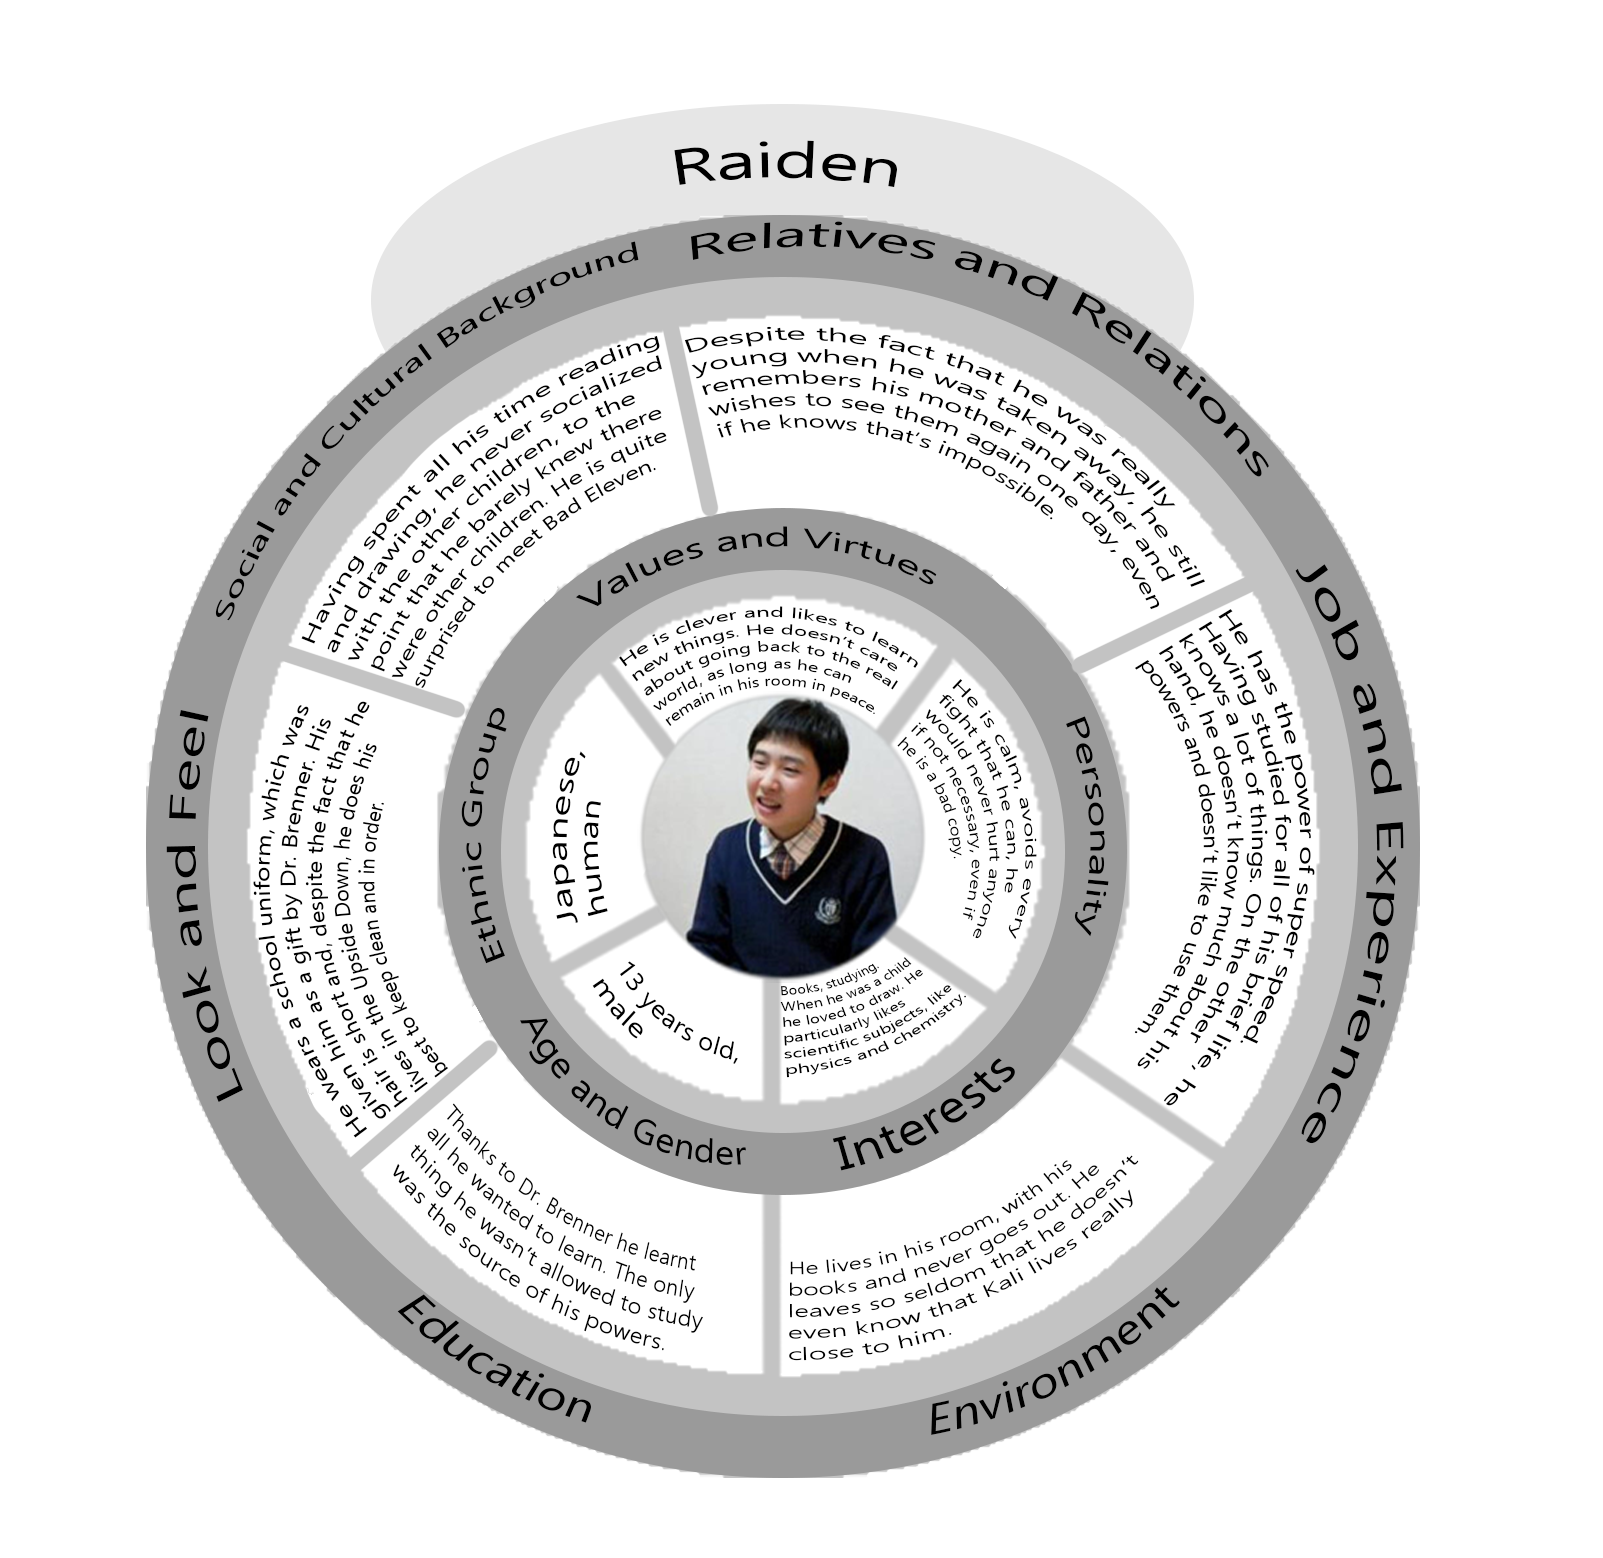 Raiden
Social and Cultural Background
Having spent all his time reading
and drawing, he never socialized
with the other children, to the
point that he barely knew there
were other children. He is quite
surprised to meet Bad Eleven.
Relatives and Relations
Despite the fact that he was really
young when he was taken away, he still
remembers his mother and father and
wishes to see them again one day, even
if he knows that's impossible.
Job and Experience
He has the power of super speed.
Having studied for all of his brief life, he
knows a lot of things. On the other
hand, he doesn't know much about his
powers and doesn't like to use them.
Environment
He lives in his room, with his
books and never goes out. He
leaves so seldom that he doesn't
even know that Kali lives really
close to him.
Education
Thanks to Dr. Brenner he learnt
all he wanted to learn. The only
thing he wasn't allowed to study
was the source of his powers.
Look and Feel
He wears a school uniform, which was
given him as a gift by Dr. Brenner. His
hair is short and, despite the fact that he
lives in the Upside Down, he does his
best to keep clean and in order.
Values and Virtues
He is clever and likes to learn
new things. He doesn't care
about going back to the real
world, as long as he can
remain in his room in peace.
Personality
He is calm, avoids every
fight that he can, he
would never hurt anyone
if not necessary, even if
he is a bad copy.
Interests
Books, studying.
When he was a child
he loved to draw. He
particularly likes
scientific subjects, like
physics and chemistry.
Age and Gender
13 years old,
male
Ethnic Group
Japanese,
human